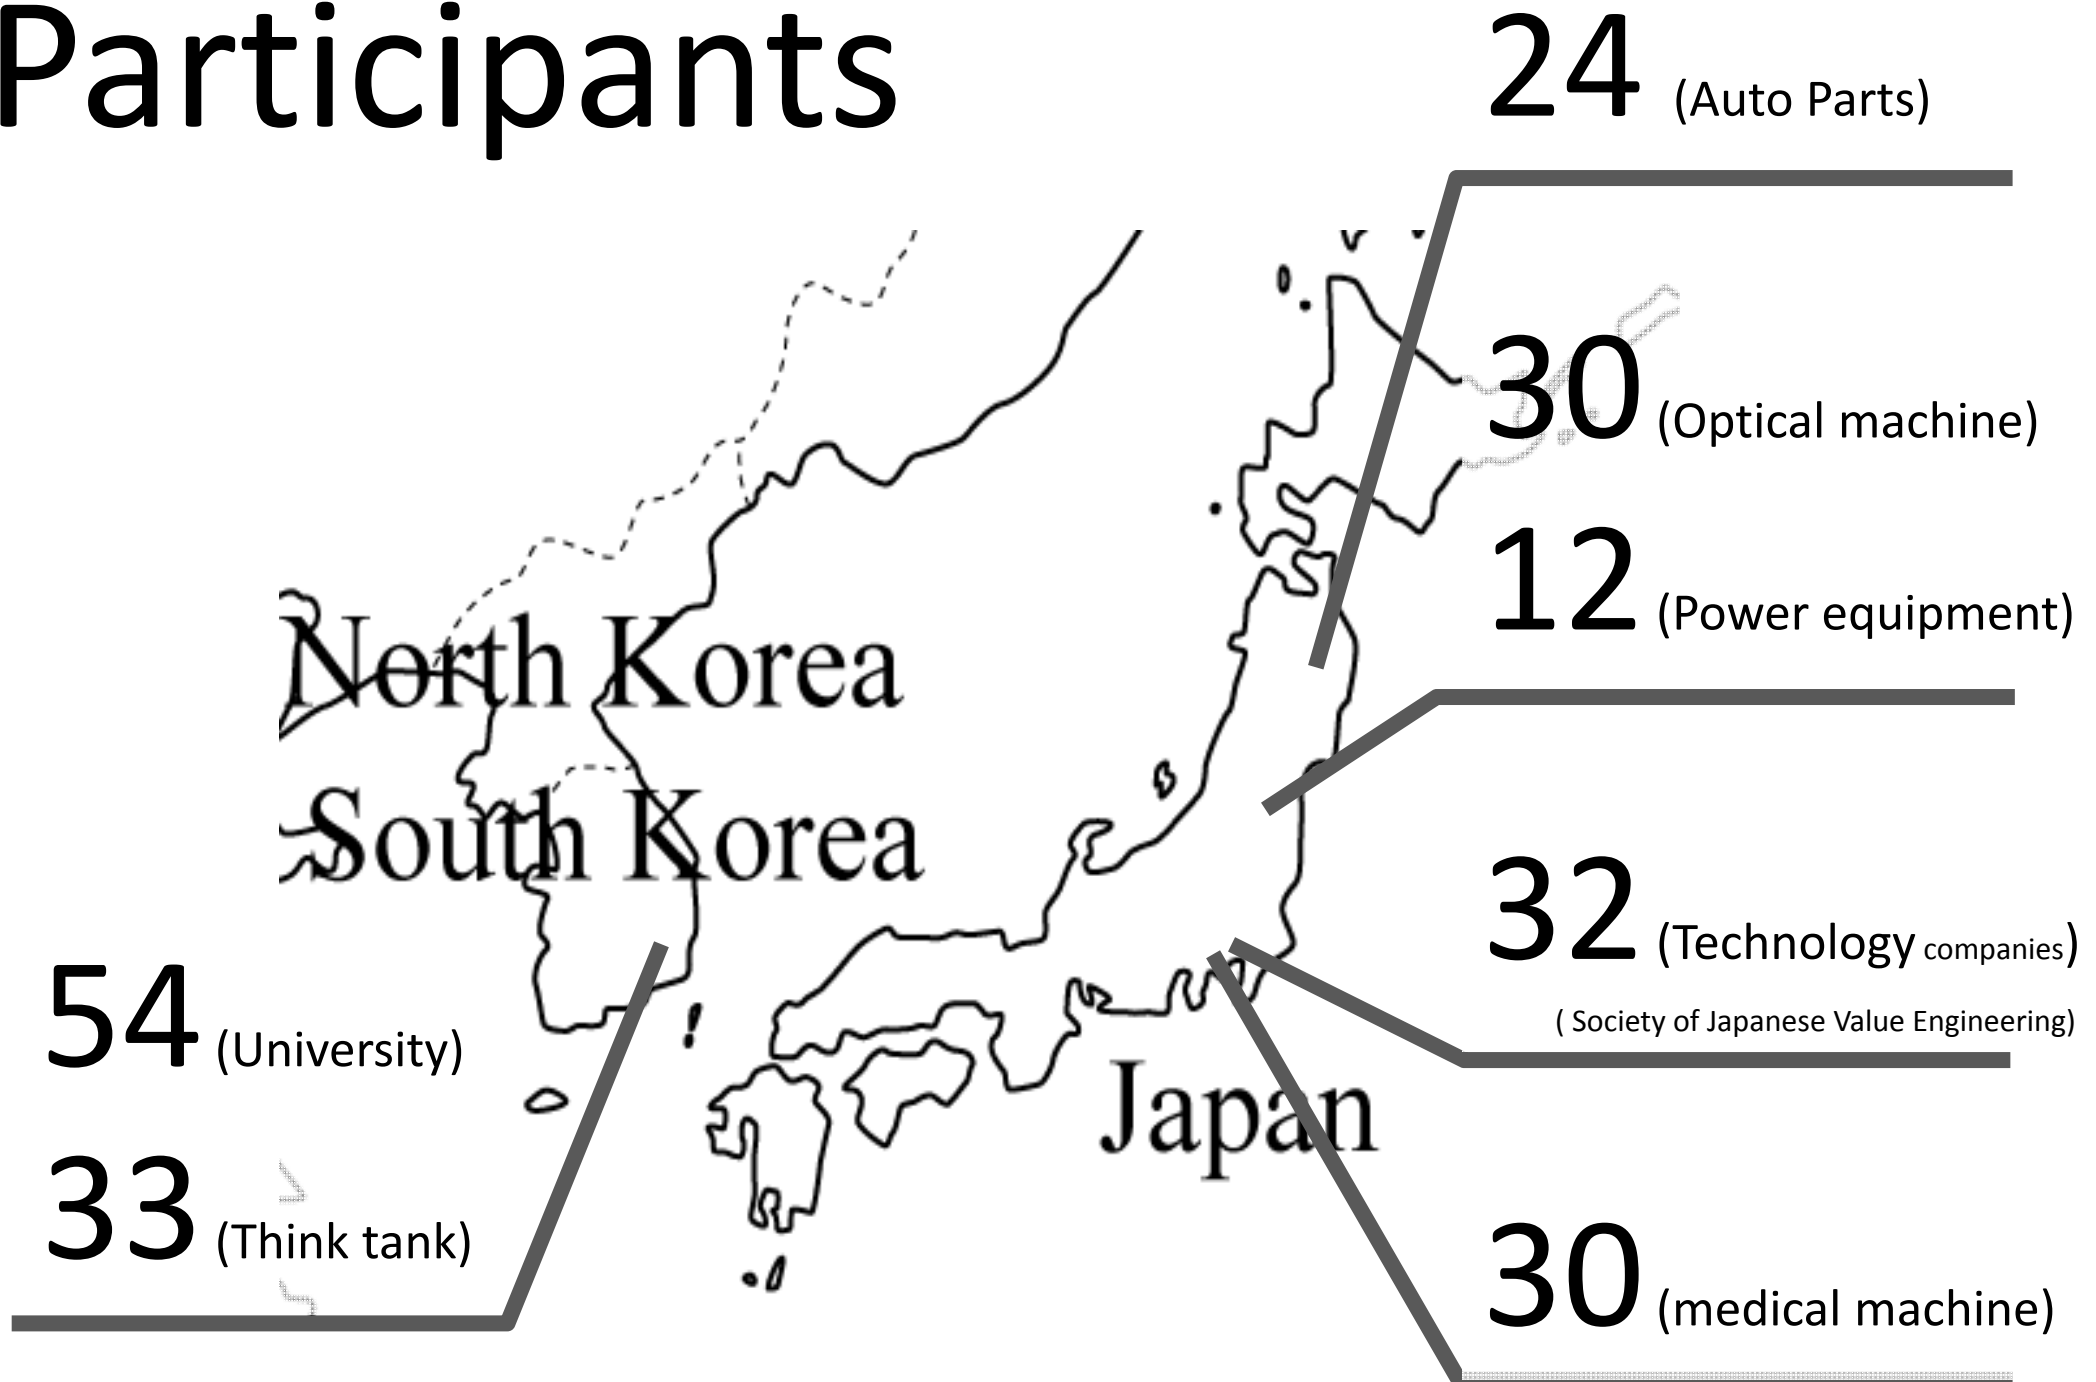 Participants
24 (Auto Parts)
30 (Optical machine)
12 (Power equipment)
North Korea
South Korea
32 (Technology companies)
( Society of Japanese Value Engineering)
54 (University)
Japan
33 (Think tank)
30 (medical machine)